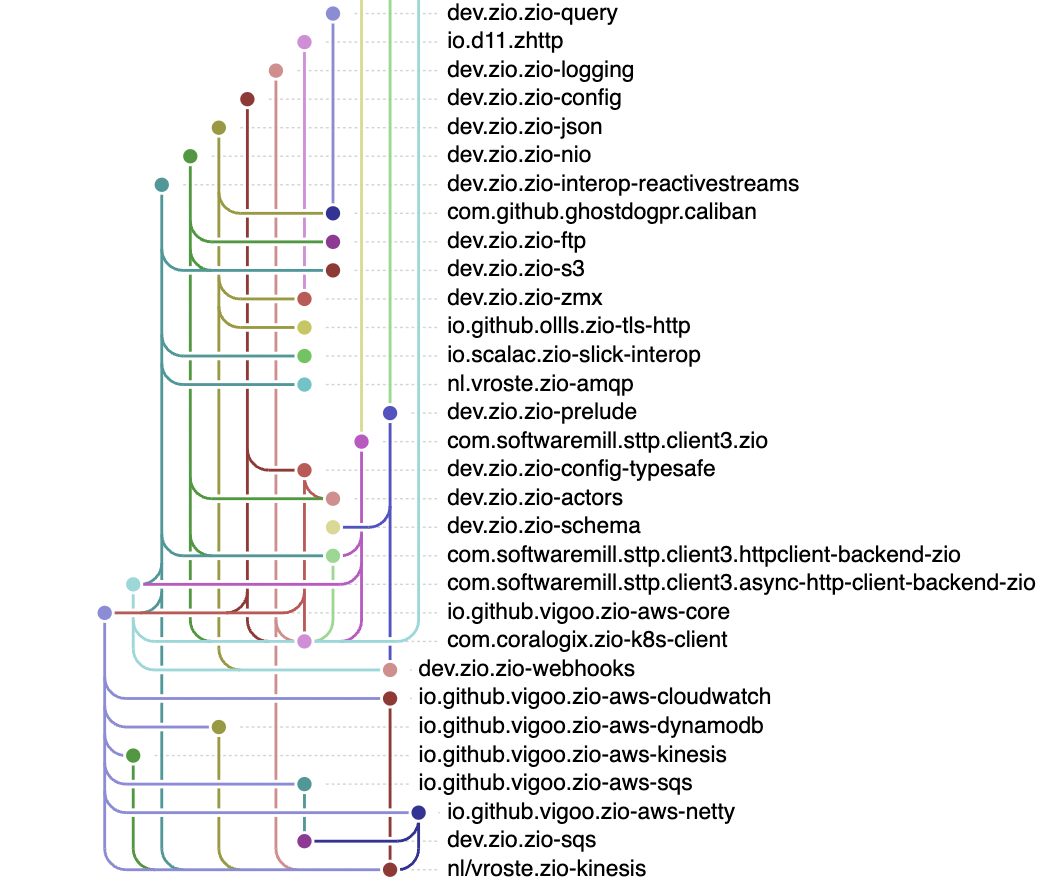 dev.zio.zio-query
io.d11.zhttp
dev.zio.zio-logging
dev.zio.zio-config
dev.zio.zio-json
dev.zio.zio-nio
dev.zio.zio-interop-reactivestreams
com.github.ghostdogpr.caliban
dev.zio.zio-ftp
dev.zio.zio-s3
dev.zio.zio-zmx
io.github.ollls.zio-tls-http
io.scalac.zio-slick-interop
nl.vroste.zio-amqp
dev.zio.zio-prelude
com.softwaremill.sttp.client3.zio
dev.zio.zio-config-typesafe
dev.zio.zio-actors
dev.zio.zio-schema
com.softwaremill.sttp.client3.httpclient-backend-zio
com.softwaremill.sttp.client3.async-http-client-backend-zio
io.github.vigoo.zio-aws-core
com.coralogix.zio-k8s-client
dev.zio.zio-webhooks
io.github.vigoo.zio-aws-cloudwatch
io.github.vigoo.zio-aws-dynamodb
io.github.vigoo.zio-aws-kinesis
io.github.vigoo.zio-aws-sqs
io.github.vigoo.zio-aws-netty
dev.zio.zio-sqs
nl/vroste.zio-kinesis